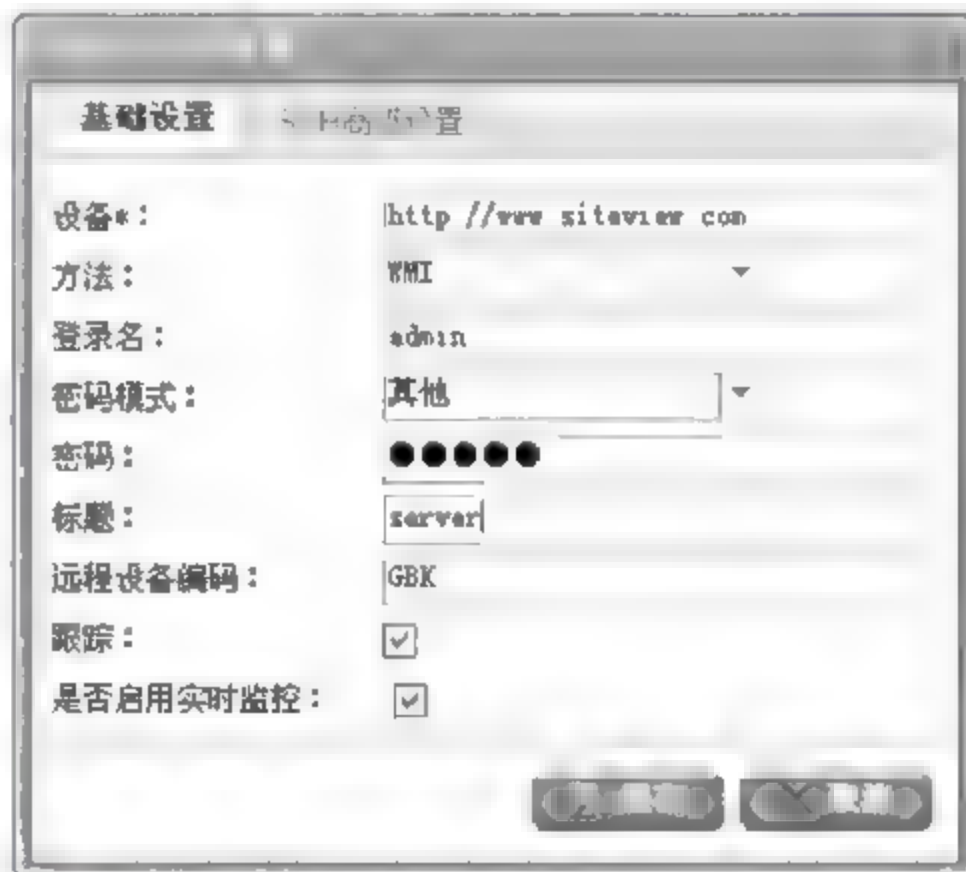 基础设置
置
设备*： http //www siteview com
方法： WMI
登录名： admin
密码模式： 其他
密码： ●●●●●
标题： server
远程设备编码： GBK
跟踪：
是否启用实时监控：